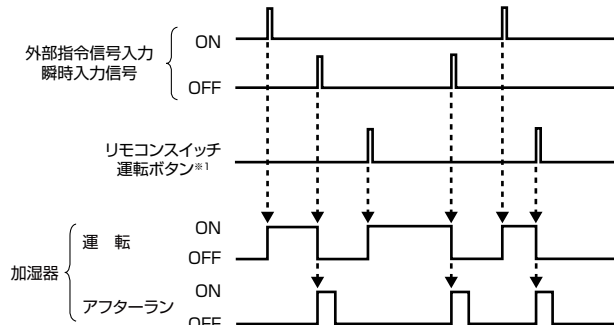 外部指令信号入力
瞬時入力信号
ON
OFF
リモコンスイッチ
運転ボタン※1
加湿器
運 転
ON
OFF
アフターラン
ON
OFF